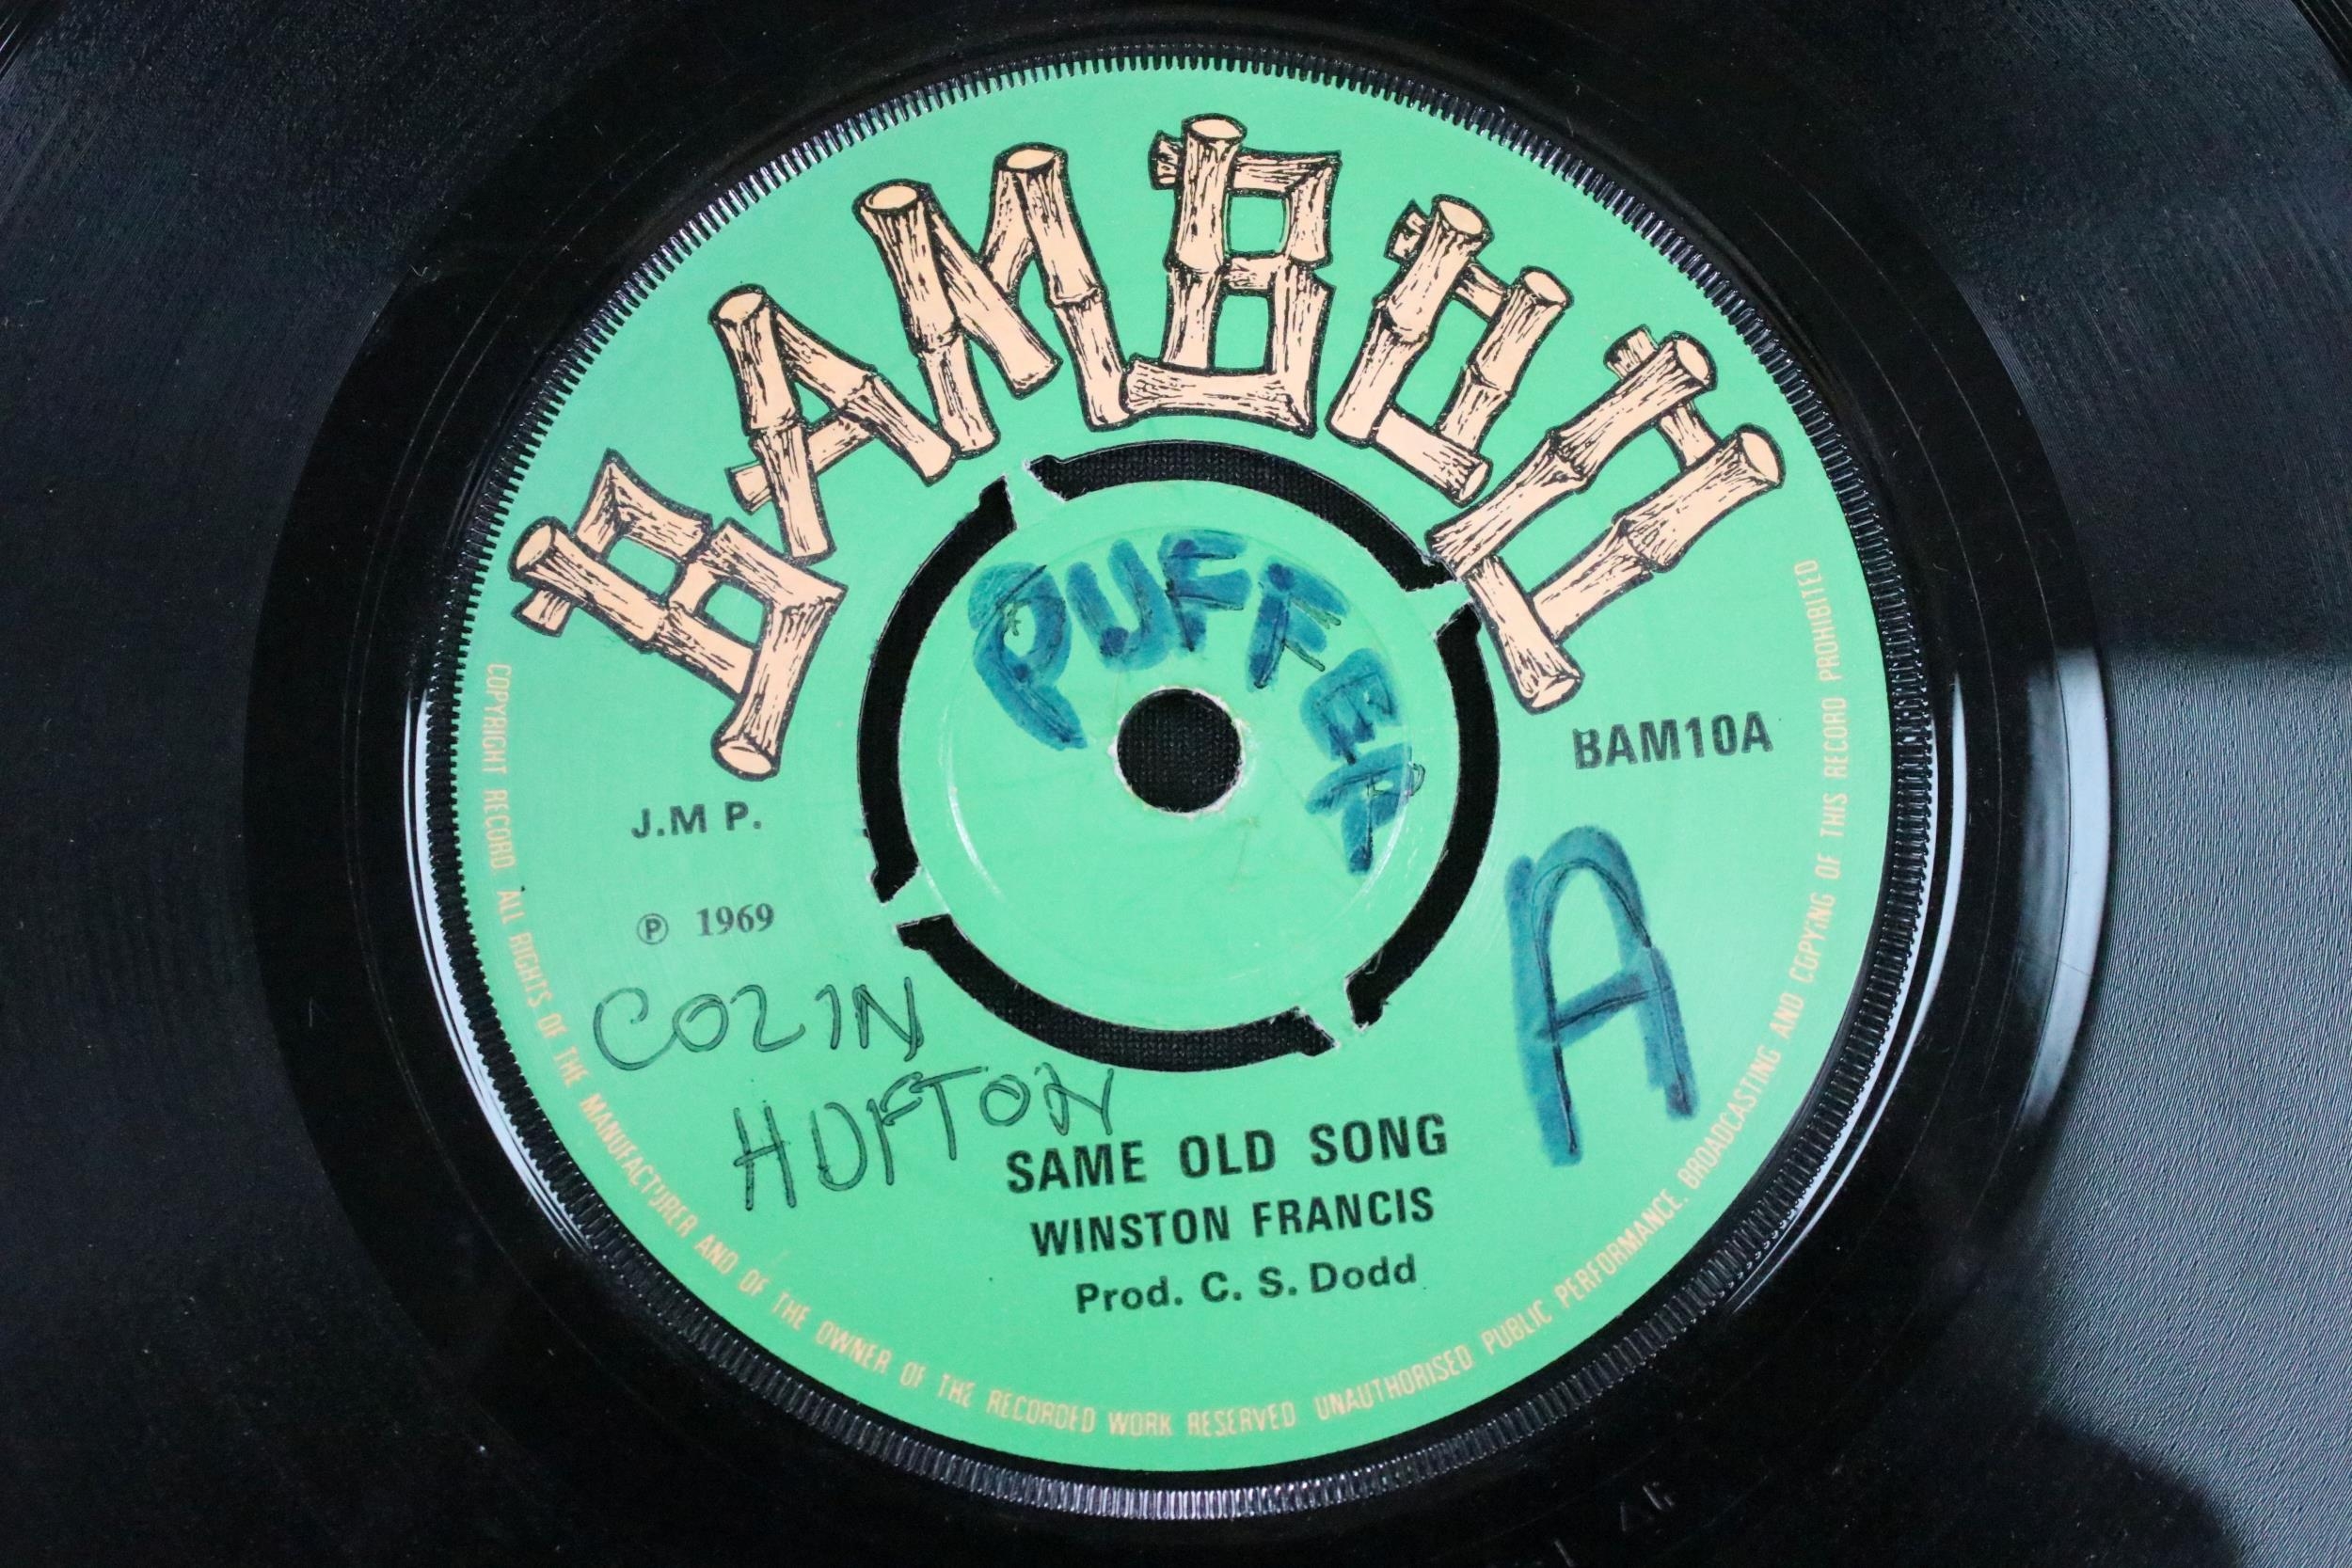 BAMBOO
PUFFER
BAM10A
J.M P.
℗ 1969
A
COLIN
HUFTON
SAME OLD SONG
WINSTON FRANCIS
Prod. C. S. Dodd
COPYRIGHT RECORD. ALL RIGHTS OF THE MANUFACTURER AND OF THE OWNER OF THE RECORDED WORK RESERVED UNAUTHORISED PUBLIC PERFORMANCE. BROADCASTING AND COPYING OF THIS RECORD PROHIBITED